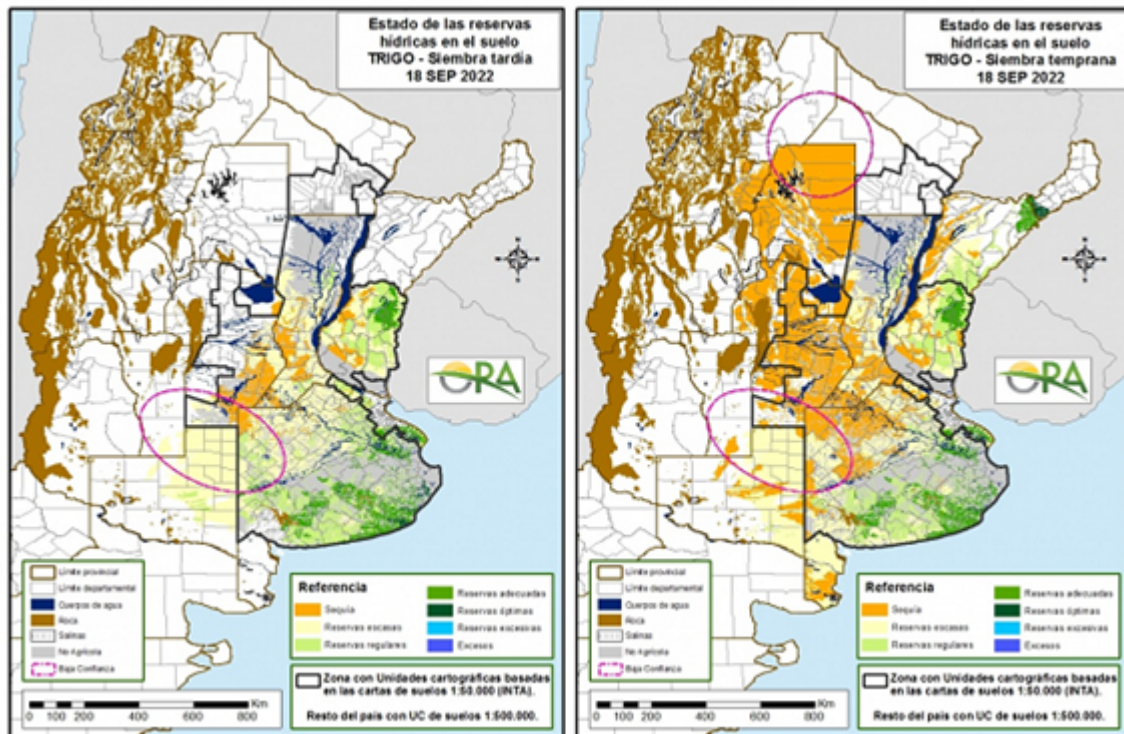 Estado de las reservas
hídricas en el suelo
TRIGO - Siembra tardía
18 SEP 2022
ORA
Límite provincial
Límite departamental
Cuerpos de agua
Roca
Salinas
No Agrícola
Baja Confianza
Referencia
Sequía
Reservas escasas
Reservas regulares
Reservas adecuadas
Reservas óptimas
Reservas excesivas
Excesos
0 100 200 400 600 800 Km
Zona con Unidades cartográficas basadas
en las cartas de suelos 1:50.000 (INTA).
Resto del país con UC de suelos 1:500.000.
Estado de las reservas
hídricas en el suelo
TRIGO - Siembra temprana
18 SEP 2022
ORA
Límite provincial
Límite departamental
Cuerpos de agua
Roca
Salinas
No Agrícola
Baja Confianza
Referencia
Sequía
Reservas escasas
Reservas regulares
Reservas adecuadas
Reservas óptimas
Reservas excesivas
Excesos
0 100 200 400 600 800 Km
Zona con Unidades cartográficas basadas
en las cartas de suelos 1:50.000 (INTA).
Resto del país con UC de suelos 1:500.000.